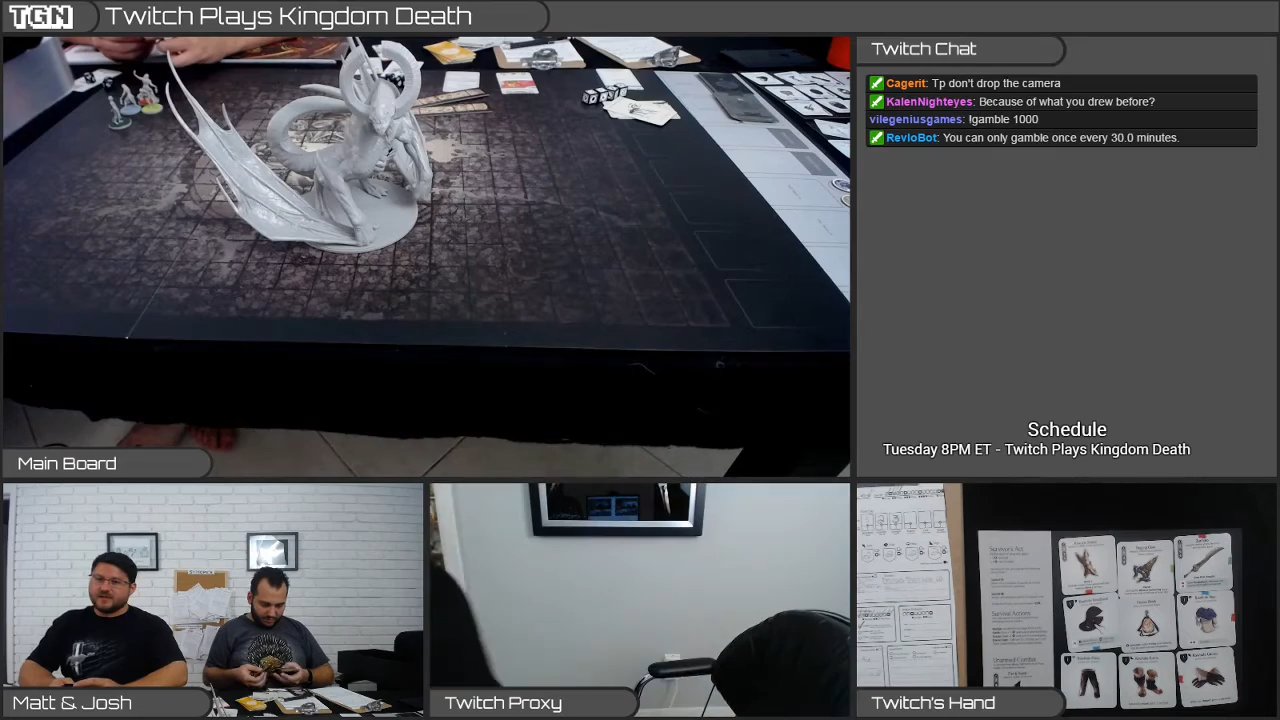 TGN
Twitch Plays Kingdom Death
Twitch Chat
Cagerit: Tp don't drop the camera
KalenNighteyes: Because of what you drew before?
vilegeniusgames: !gamble 1000
RevloBot: You can only gamble once every 30.0 minutes.
Schedule
Tuesday 8PM ET - Twitch Plays Kingdom Death
Main Board
Matt & Josh
Twitch Proxy
Twitch's Hand